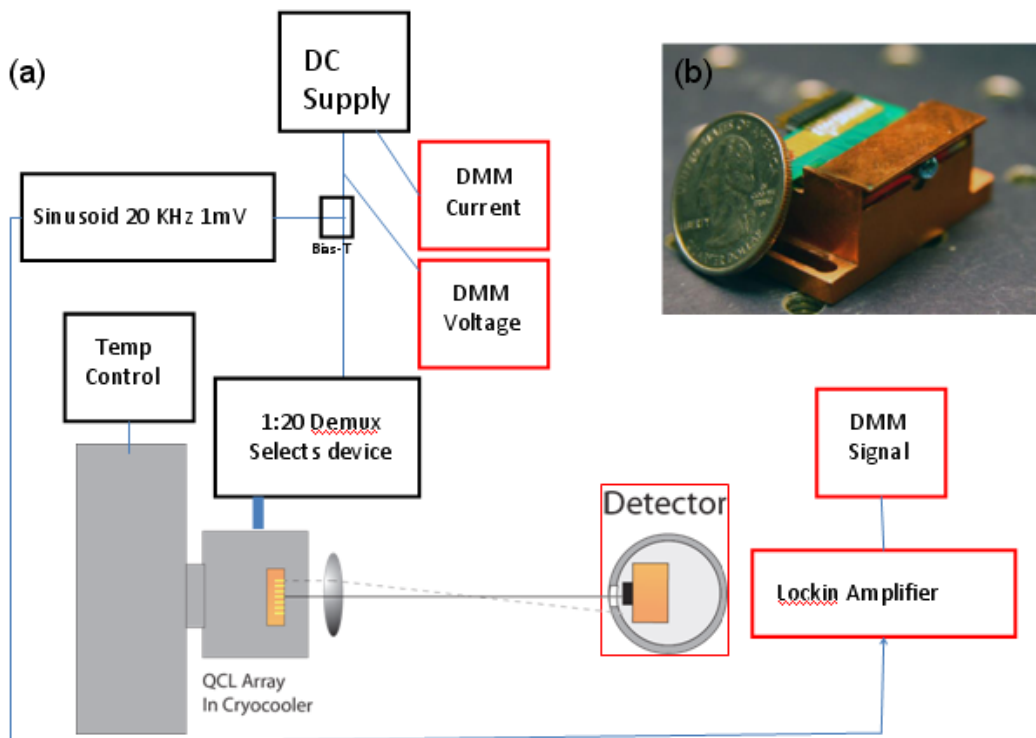 (a)
DC
Supply
(b)
DMM
Current
Sinusoid 20 KHz 1mV
Bias-T
DMM
Voltage
Temp
Control
1:20 Demux
Selects device
DMM
Signal
Detector
Lockin Amplifier
QCL Array
In Cryocooler